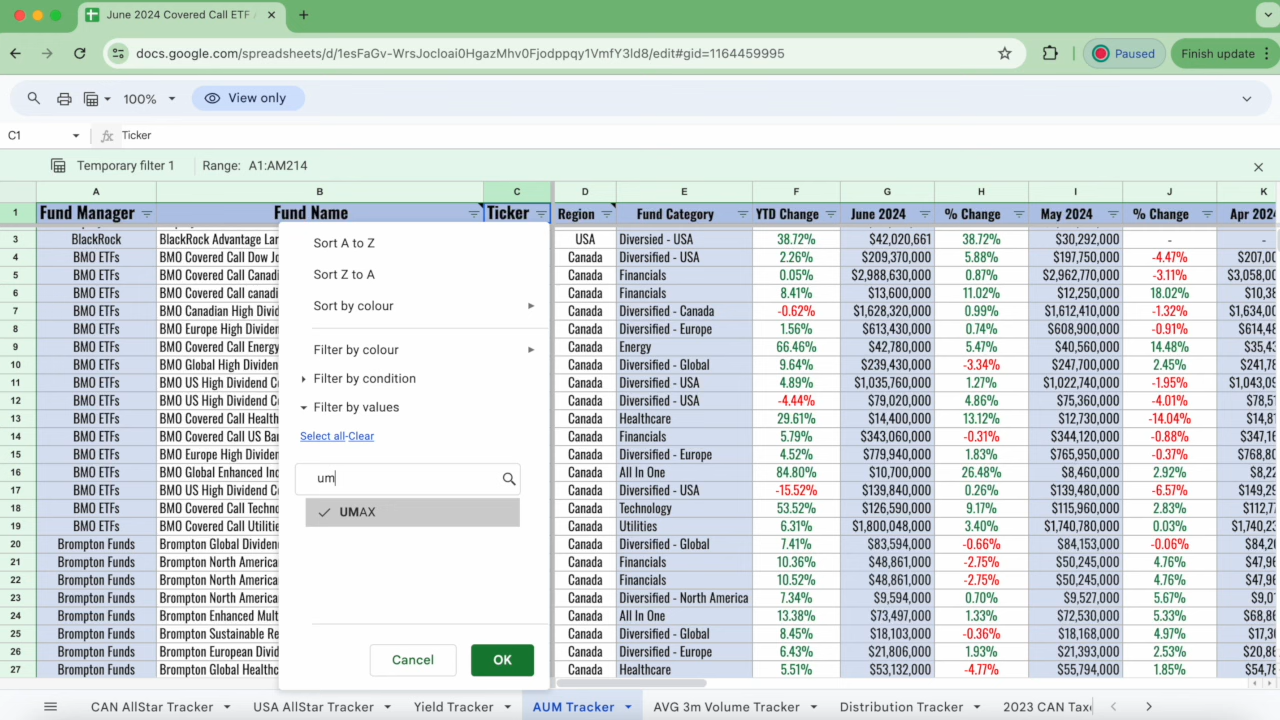 June 2024 Covered Call ETF
docs.google.com/spreadsheets/d/1esFaGv-WrsJocloai0HgazMhv0Fjodppqy1VmfY3ld8/edit#gid=1164459995
Paused
Finish update
100%
View only
C1
fx Ticker
Temporary filter 1 Range: A1:AM214
A B C D E F G H I J K
1 Fund Manager Fund Name Ticker Region Fund Category YTD Change June 2024 % Change May 2024 % Change Apr 202
3 BlackRock BlackRock Advantage Lar USA Diversied - USA 38.72% $42,020,661 38.72% $30,292,000 - -
4 BMO ETFs BMO Covered Call Dow Jo Canada Diversified - USA 2.26% $209,370,000 5.88% $197,750,000 -4.47% $207,0
5 BMO ETFs BMO Covered Call Canadi Canada Financials 0.05% $2,988,630,000 0.87% $2,962,770,000 -3.11% $3,058,00
6 BMO ETFs BMO Covered Call canadi Canada Financials 8.41% $13,600,000 11.02% $12,250,000 18.02% $10,38
7 BMO ETFs BMO Canadian High Divid Canada Diversified - Canada -0.62% $1,628,320,000 0.99% $1,612,410,000 -1.32% $1,634,00
8 BMO ETFs BMO Europe High Dividen Canada Diversified - Europe 1.56% $613,430,000 0.74% $608,900,000 -0.91% $614,48
9 BMO ETFs BMO Covered Call Energy Canada Energy 66.46% $42,780,000 5.47% $40,560,000 14.48% $35,43
10 BMO ETFs BMO Global High Dividen Canada Diversified - Global 9.64% $239,430,000 -3.34% $247,700,000 2.45% $241,78
11 BMO ETFs BMO US High Dividend C Canada Diversified - USA 4.89% $1,035,760,000 1.27% $1,022,740,000 -1.95% $1,043,09
12 BMO ETFs BMO US High Dividend C Canada Diversified - USA -4.44% $79,020,000 4.86% $75,360,000 -4.01% $78,51
13 BMO ETFs BMO Covered Call Health Canada Healthcare 29.61% $14,400,000 13.12% $12,730,000 -14.04% $14,81
14 BMO ETFs BMO Covered Call US Ba Canada Financials 5.79% $343,060,000 -0.31% $344,120,000 -0.88% $347,16
15 BMO ETFs BMO Europe High Divide Canada Diversified - Europe 4.52% $779,940,000 1.83% $765,950,000 -0.37% $768,80
16 BMO ETFs BMO Global Enhanced Inc Canada All In One 84.80% $10,700,000 26.48% $8,460,000 2.92% $8,22
17 BMO ETFs BMO US High Dividend C Canada Diversified - USA -15.52% $139,840,000 0.26% $139,480,000 -6.57% $149,29
18 BMO ETFs BMO Covered Call Techno Canada Technology 53.52% $126,590,000 9.17% $115,960,000 2.83% $112,7
19 BMO ETFs BMO Covered Call Utilitie Canada Utilities 6.31% $1,800,048,000 3.40% $1,740,780,000 0.03% $1,740,23
20 Brompton Funds Brompton Global Dividen Canada Diversified - Global 7.41% $83,594,000 -0.66% $84,153,000 -0.06% $84,20
21 Brompton Funds Brompton North America Canada Financials 10.36% $48,861,000 -2.75% $50,245,000 4.76% $47,96
22 Brompton Funds Brompton North America Canada Financials 10.52% $48,861,000 -2.75% $50,245,000 4.76% $47,96
23 Brompton Funds Brompton North America Canada Diversified - North America 7.34% $9,594,000 0.70% $9,527,000 5.67% $9,01
24 Brompton Funds Brompton Enhanced Mult Canada All In One 13.38% $73,497,000 1.33% $72,530,000 5.33% $68,86
25 Brompton Funds Brompton Sustainable Re Canada Diversified - Global 8.45% $18,103,000 -0.36% $18,168,000 4.97% $17,30
26 Brompton Funds Brompton European Divid Canada Diversified - Europe 6.43% $21,806,000 1.93% $21,393,000 2.53% $20,86
27 Brompton Funds Brompton Global Healthc Canada Healthcare 5.51% $53,132,000 -4.77% $55,794,000 1.85% $54,78
Sort A to Z
Sort Z to A
Sort by colour
Filter by colour
Filter by condition
Filter by values
Select all-Clear
um
UMAX
Cancel OK
CAN AllStar Tracker USA AllStar Tracker Yield Tracker AUM Tracker AVG 3m Volume Tracker Distribution Tracker 2023 CAN Tax